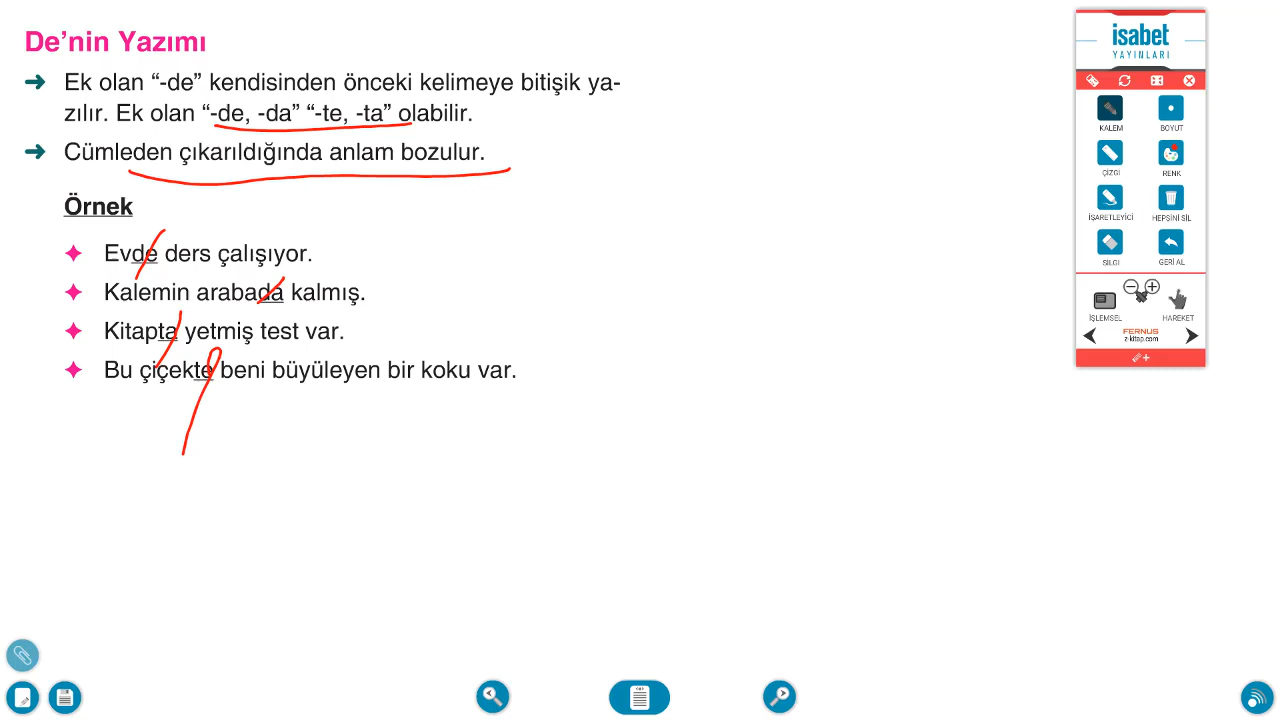 De’nin Yazımı
Ek olan “-de” kendisinden önceki kelimeye bitişik ya-
zılır. Ek olan “-de, -da” “-te, -ta” olabilir.
Cümleden çıkarıldığında anlam bozulur.
Örnek
Evde ders çalışıyor.
Kalemin arabada kalmış.
Kitapta yetmiş test var.
Bu çiçekte beni büyüleyen bir koku var.
isabet
YAYINLARI
KALEM BOYUT
ÇİZGİ RENK
İŞARETLEYİCİ HEPSİNİ SİL
SİLGİ GERİ AL
İŞLEMSEL HAREKET
FERNUS
z-kitap.com